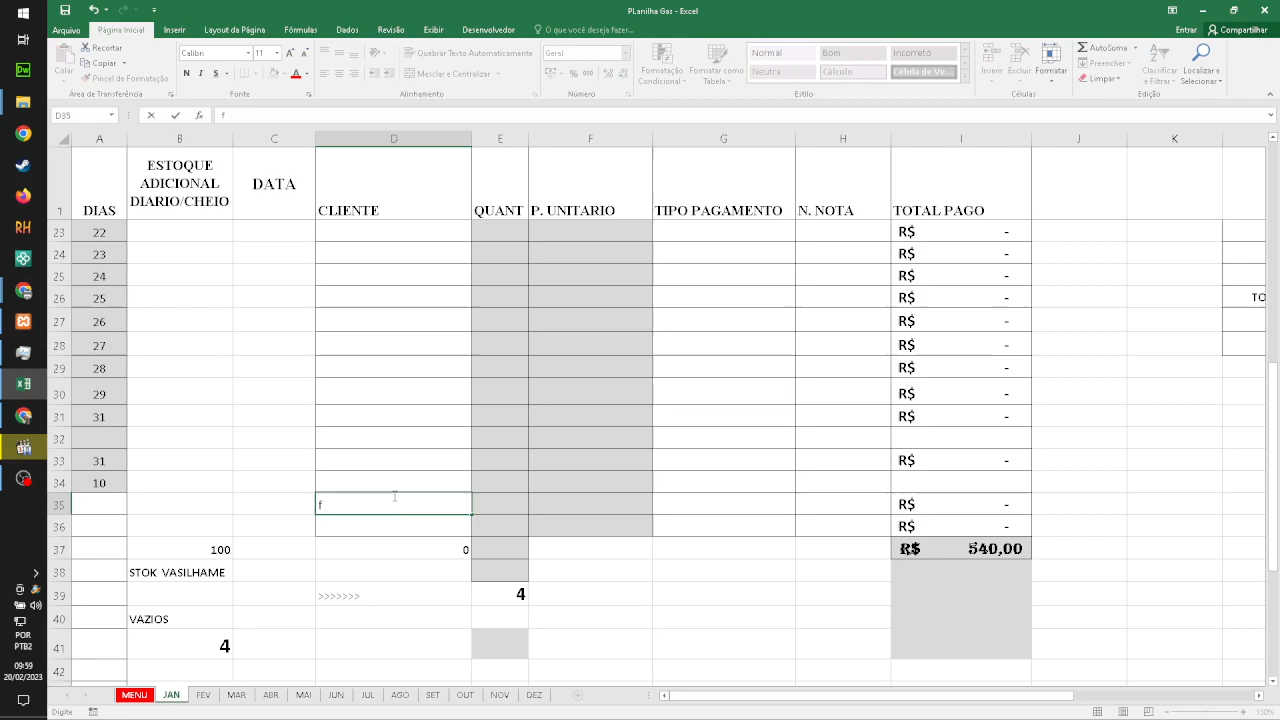 PLanilha Gas - Excel
Arquivo Página Inicial Inserir Layout da Página Fórmulas Dados Revisão Exibir Desenvolvedor O que você deseja fazer... Entrar Compartilhar
Colar Recortar Copiar Pincel de Formatação
Área de Transferência
Calibri 11
N I S
Fonte
Quebrar Texto Automaticamente
Mesclar e Centralizar
Alinhamento
Geral
% 000
Número
Formatação Condicional
Formatar como Tabela
Normal Bom Incorreto
Neutra Cálculo Célula de Ve...
Estilo
Inserir Excluir Formatar
Células
AutoSoma
Preencher
Limpar
Classificar e Filtrar
Localizar e Selecionar
Edição
D35 fx f
A B C D E F G H I J K
1 DIAS ESTOQUE ADICIONAL DIARIO/CHEIO DATA CLIENTE QUANT P. UNITARIO TIPO PAGAMENTO N. NOTA TOTAL PAGO
23 22 R$ -
24 23 R$ -
25 24 R$ -
26 25 R$ - TO
27 26 R$ -
28 27 R$ -
29 28 R$ -
30 29 R$ -
31 31 R$ -
32
33 31 R$ -
34 10
35 f R$ -
36 R$ -
37 100 0 R$ 540,00
38 STOK VASILHAME
39 >>>>>>> 4
40 VAZIOS
41 4
42
MENU JAN FEV MAR ABR MAI JUN JUL AGO SET OUT NOV DEZ
Digite 130%
Dw
RH
POR
PTB2
09:59
20/02/2023